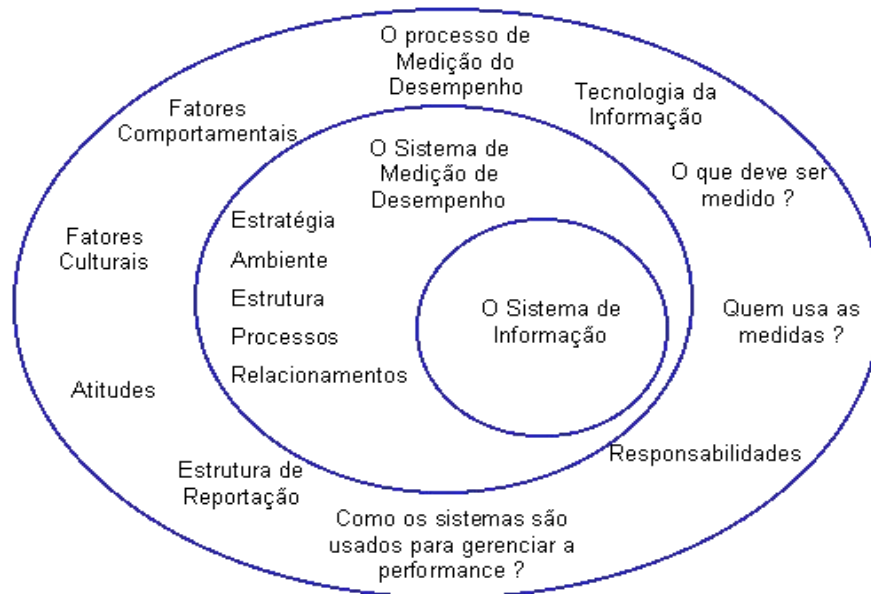 O processo de
Medição do
Desempenho
Tecnologia da
Informação
Fatores
Comportamentais
O Sistema de
Medição de
Desempenho
O que deve ser
medido ?
Estratégia
Fatores
Culturais
Ambiente
Estrutura
O Sistema de
Informação
Quem usa as
medidas ?
Processos
Relacionamentos
Atitudes
Responsabilidades
Estrutura de
Reportação
Como os sistemas são
usados para gerenciar a
performance ?